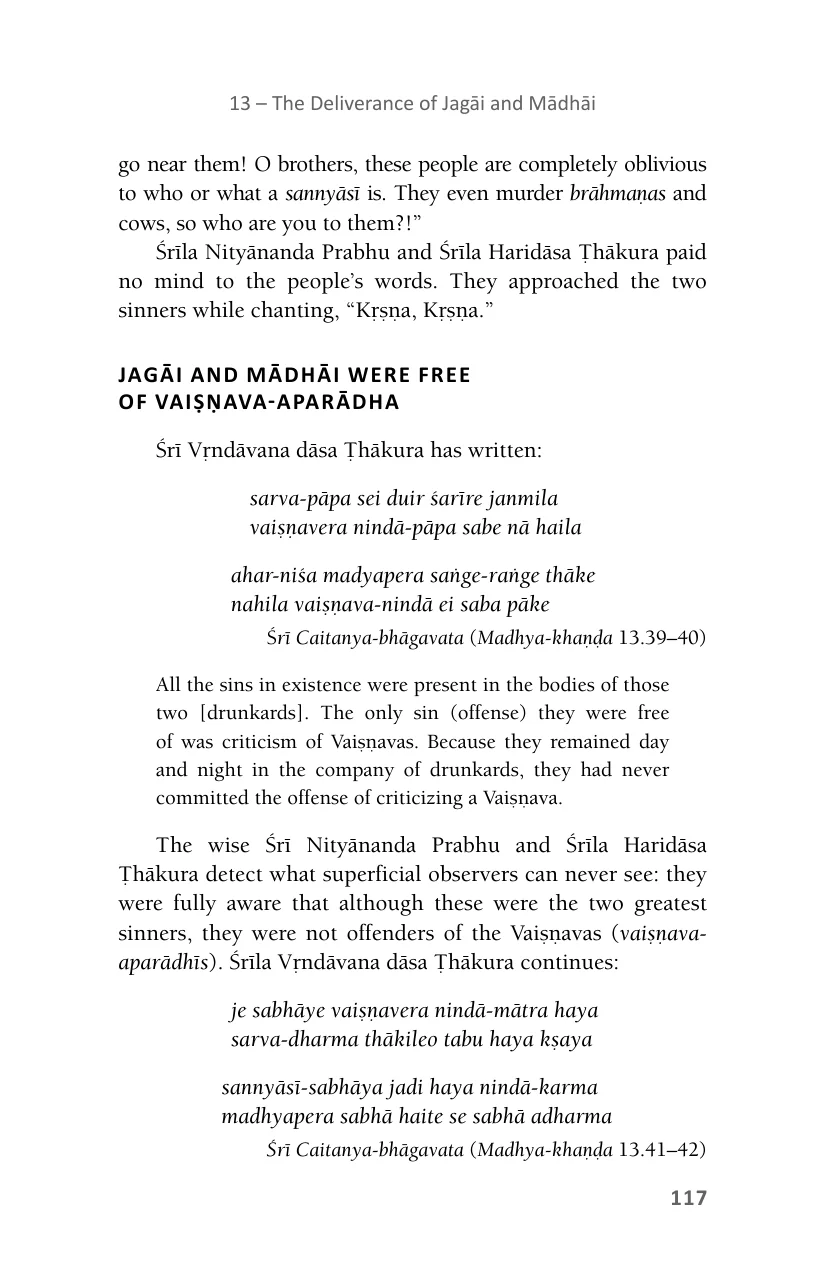 13 – The Deliverance of Jagāi and Mādhāi
go near them! O brothers, these people are completely oblivious
to who or what a sannyāsī is. They even murder brāhmaṇas and
cows, so who are you to them?!”
Śrīla Nityānanda Prabhu and Śrīla Haridāsa Ṭhākura paid
no mind to the people’s words. They approached the two
sinners while chanting, “Kṛṣṇa, Kṛṣṇa.”
JAGĀI AND MĀDHĀI WERE FREE
OF VAIṢṆAVA-APARĀDHA
Śrī Vṛndāvana dāsa Ṭhākura has written:
sarva-pāpa sei duir śarīre janmila
vaiṣṇavera nindā-pāpa sabe nā haila
ahar-niśa madyapera saṅge-raṅge thāke
nahila vaiṣṇava-nindā ei saba pāke
Śrī Caitanya-bhāgavata (Madhya-khaṇḍa 13.39–40)
All the sins in existence were present in the bodies of those
two [drunkards]. The only sin (offense) they were free
of was criticism of Vaiṣṇavas. Because they remained day
and night in the company of drunkards, they had never
committed the offense of criticizing a Vaiṣṇava.
The wise Śrī Nityānanda Prabhu and Śrīla Haridāsa
Ṭhākura detect what superficial observers can never see: they
were fully aware that although these were the two greatest
sinners, they were not offenders of the Vaiṣṇavas (vaiṣṇava-
aparādhīs). Śrīla Vṛndāvana dāsa Ṭhākura continues:
je sabhāye vaiṣṇavera nindā-mātra haya
sarva-dharma thākileo tabu haya kṣaya
sannyāsī-sabhāya jadi haya nindā-karma
madhyapera sabhā haite se sabhā adharma
Śrī Caitanya-bhāgavata (Madhya-khaṇḍa 13.41–42)
117